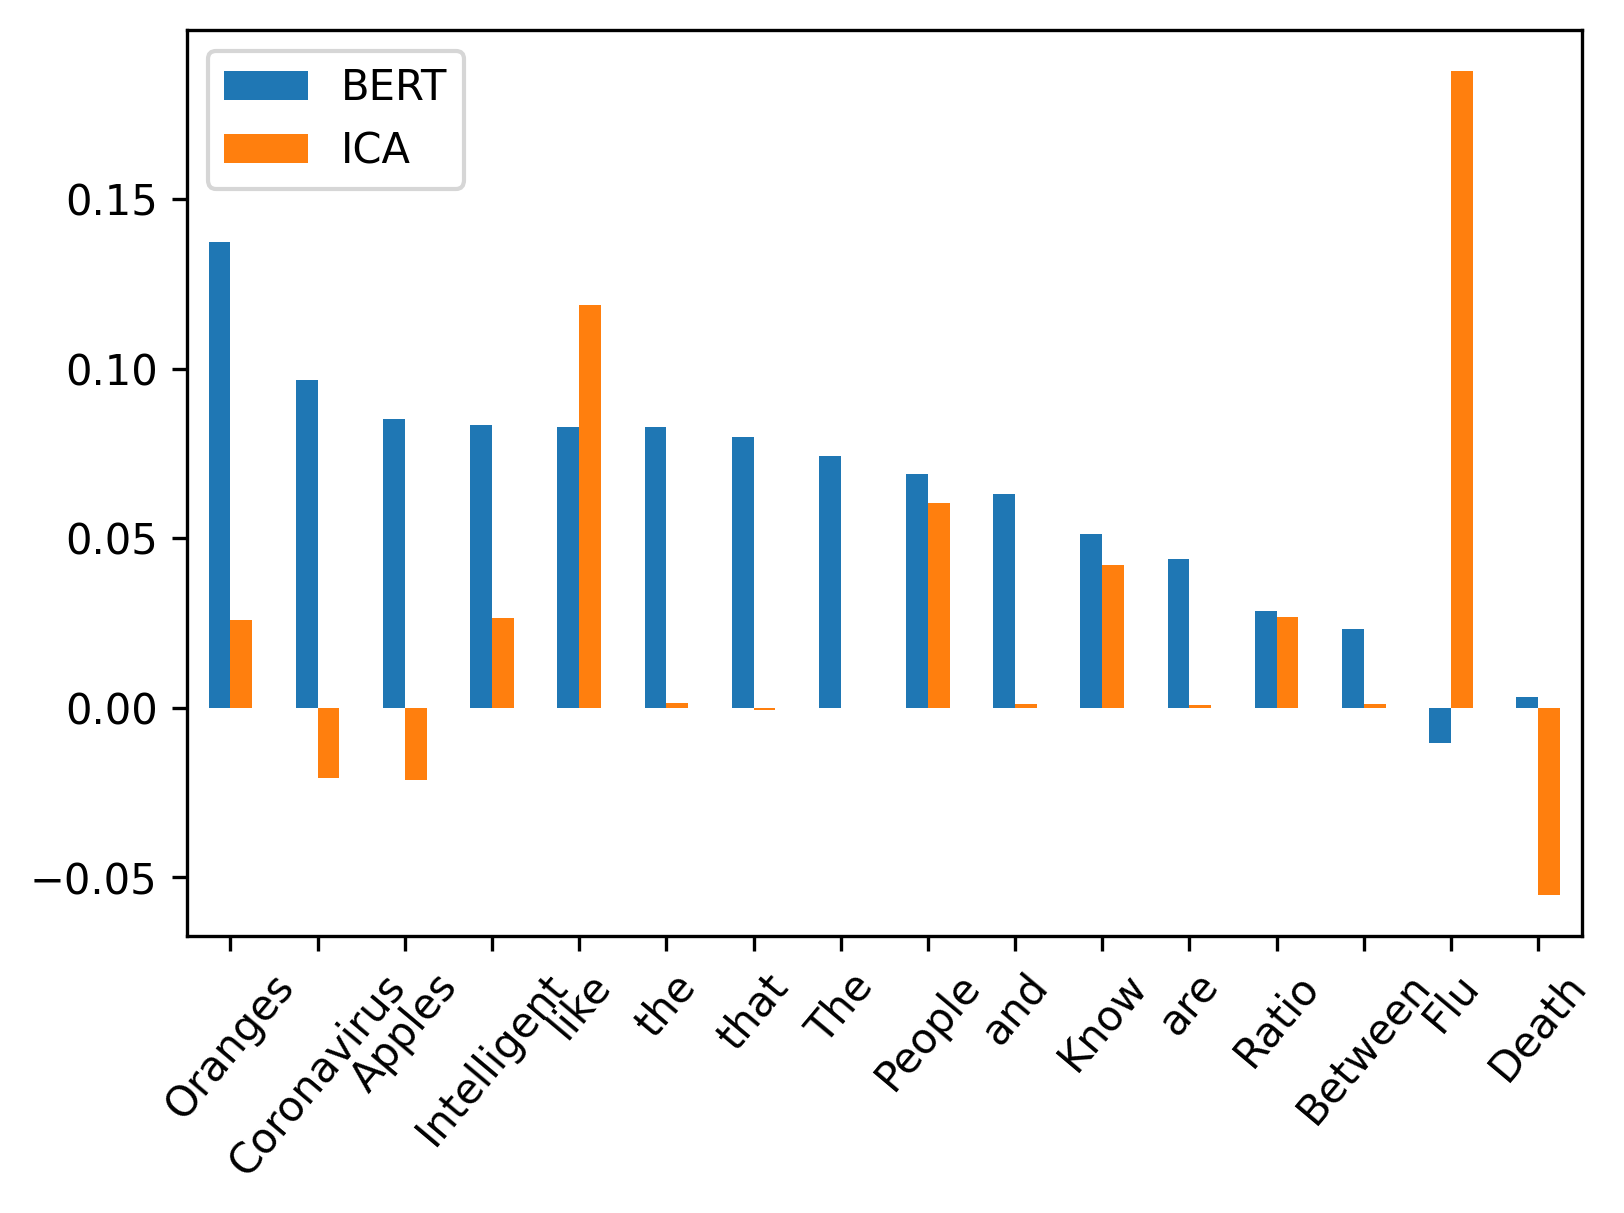 BERT
ICA
0.15
0.10
0.05
0.00
−0.05
Oranges
Coronavirus
Apples
Intelligent
like
the
that
The
People
and
Know
are
Ratio
Between
Flu
Death